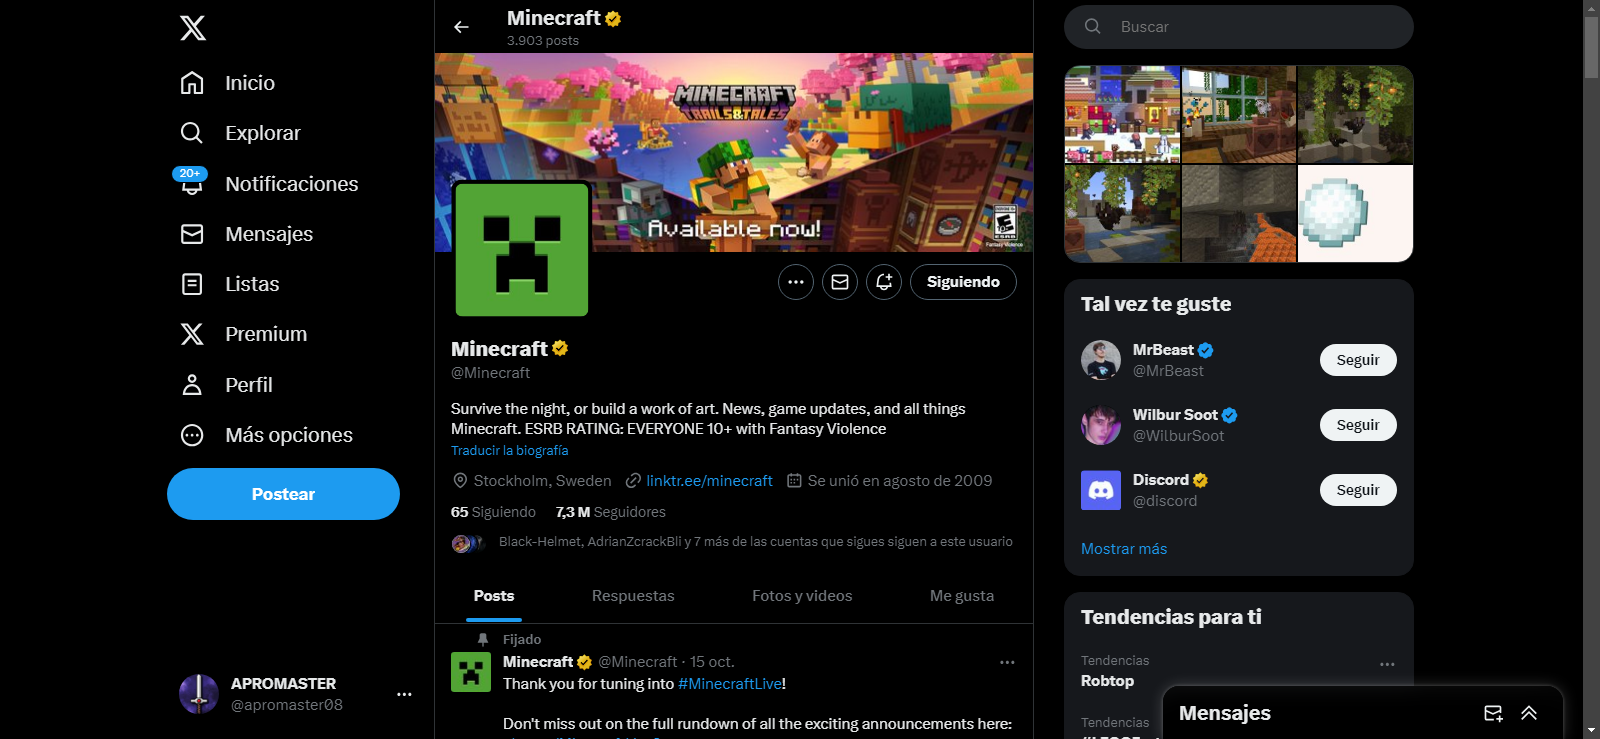 Inicio
Explorar
20+
Notificaciones
Mensajes
Listas
Premium
Perfil
Más opciones
Postear
APROMASTER
@apromaster08
Minecraft
3.903 posts
MINECRAFT
TRAILS&TALES
Available now!
E
ESRB
Fantasy Violence
Siguiendo
Minecraft
@Minecraft
Survive the night, or build a work of art. News, game updates, and all things
Minecraft. ESRB RATING: EVERYONE 10+ with Fantasy Violence
Traducir la biografía
Stockholm, Sweden linktr.ee/minecraft Se unió en agosto de 2009
65 Siguiendo 7,3 M Seguidores
Black-Helmet, AdrianZcrackBli y 7 más de las cuentas que sigues siguen a este usuario
Posts Respuestas Fotos y videos Me gusta
Fijado
Minecraft @Minecraft · 15 oct.
Thank you for tuning into #MinecraftLive!
Don't miss out on the full rundown of all the exciting announcements here:
Buscar
Tal vez te guste
MrBeast
@MrBeast
Seguir
Wilbur Soot
@WilburSoot
Seguir
Discord
@discord
Seguir
Mostrar más
Tendencias para ti
Tendencias
Robtop
Tendencias
Mensajes